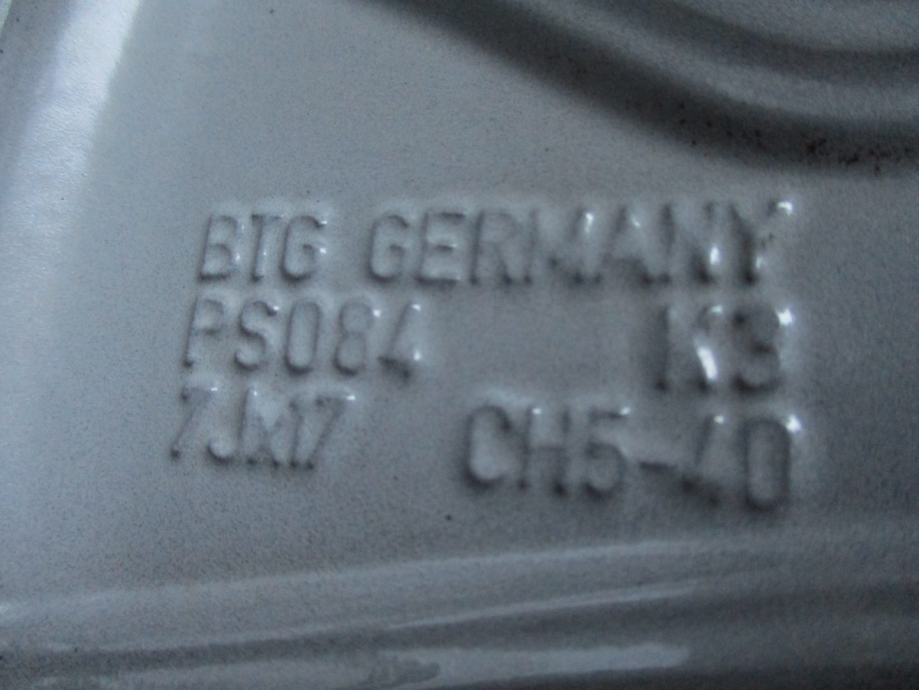 BTG GERMANY
PS084 K3
7JX17 CH5-40